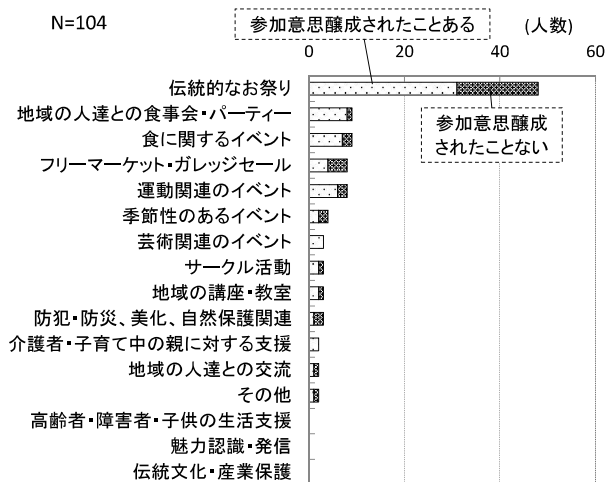 N=104
参加意思醸成されたことある
(人数)
0 20 40 60
伝統的なお祭り
地域の人達との食事会・パーティー
食に関するイベント
フリーマーケット・ガレッジセール
運動関連のイベント
季節性のあるイベント
芸術関連のイベント
サークル活動
地域の講座・教室
防犯・防災、美化、自然保護関連
介護者・子育て中の親に対する支援
地域の人達との交流
その他
高齢者・障害者・子供の生活支援
魅力認識・発信
伝統文化・産業保護
参加意思醸成
されたことない